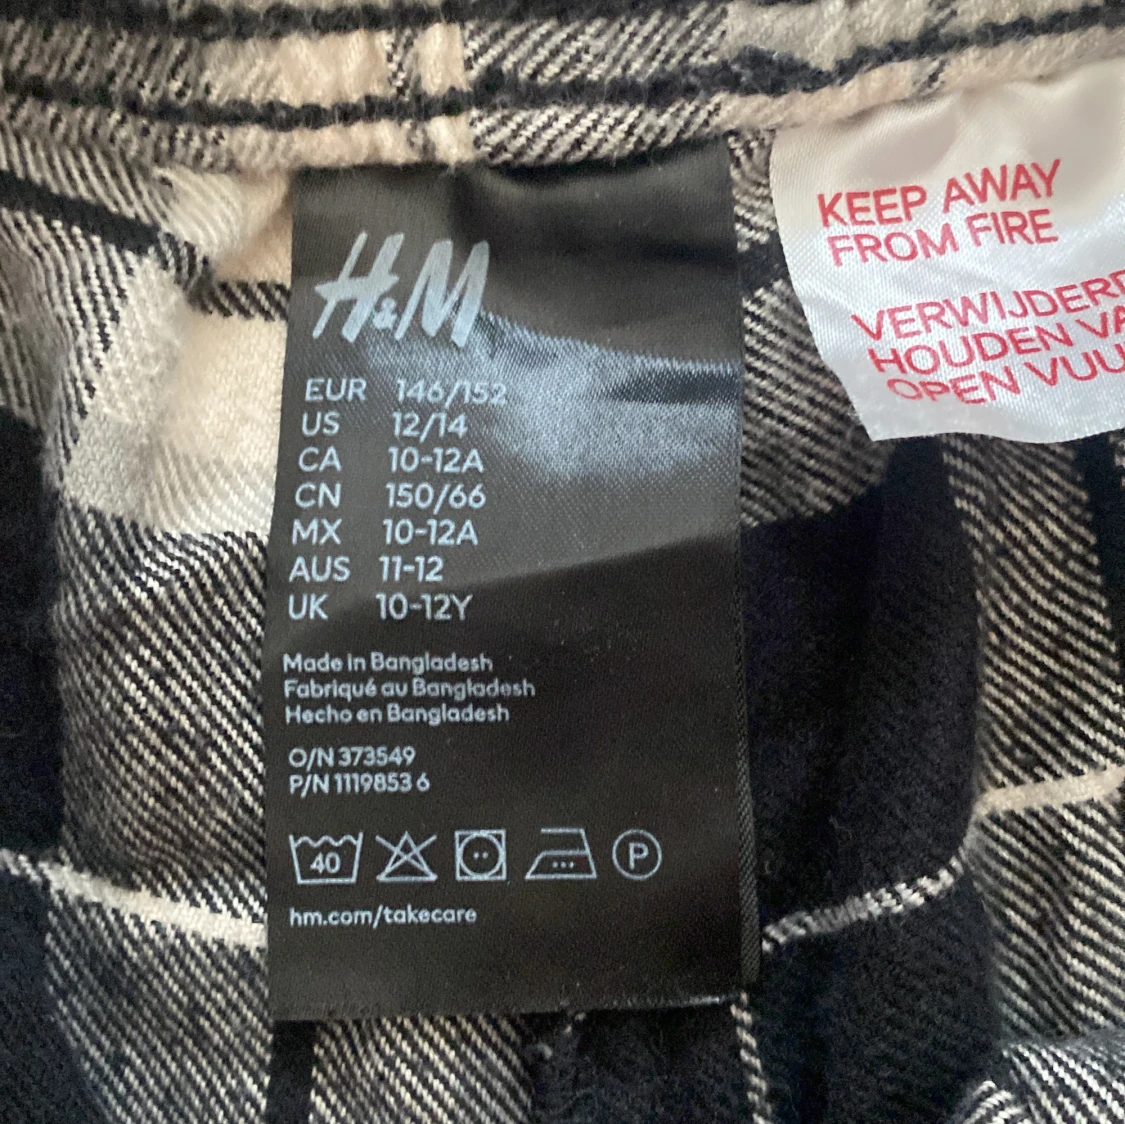 H&M
EUR 146/152
US 12/14
CA 10-12A
CN 150/66
MX 10-12A
AUS 11-12
UK 10-12Y
Made in Bangladesh
Fabriqué au Bangladesh
Hecho en Bangladesh
O/N 373549
P/N 1119853 6
40
P
hm.com/takecare
KEEP AWAY
FROM FIRE
HOUDEN
OPEN